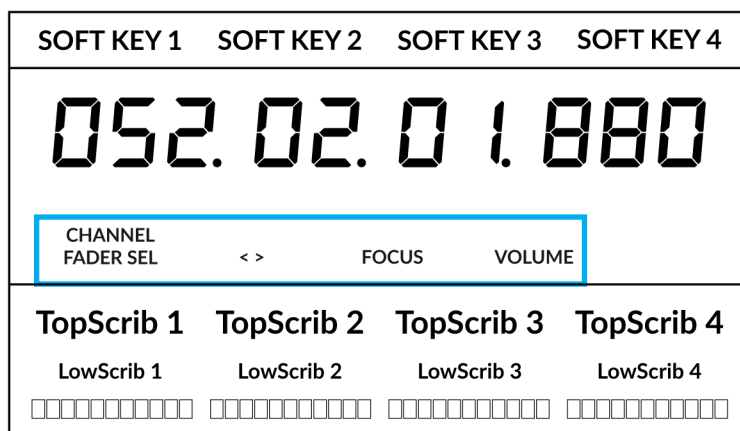 SOFT KEY 1 SOFT KEY 2 SOFT KEY 3 SOFT KEY 4
052. 02. 01. 880
CHANNEL
FADER SEL < > FOCUS VOLUME
TopScrib 1 TopScrib 2 TopScrib 3 TopScrib 4
LowScrib 1 LowScrib 2 LowScrib 3 LowScrib 4